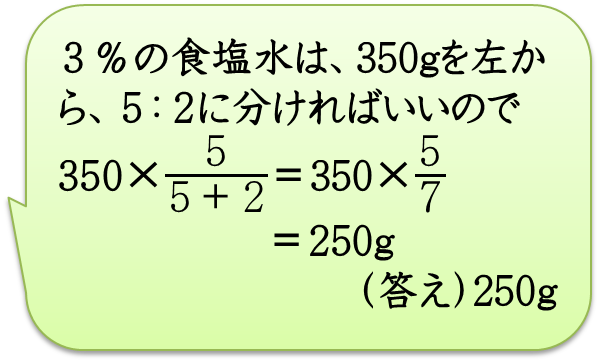 3%の食塩水は、350gを左か
ら、5:2に分ければいいので
350×5/(5+2)=350×5/7
=250g
(答え)250g